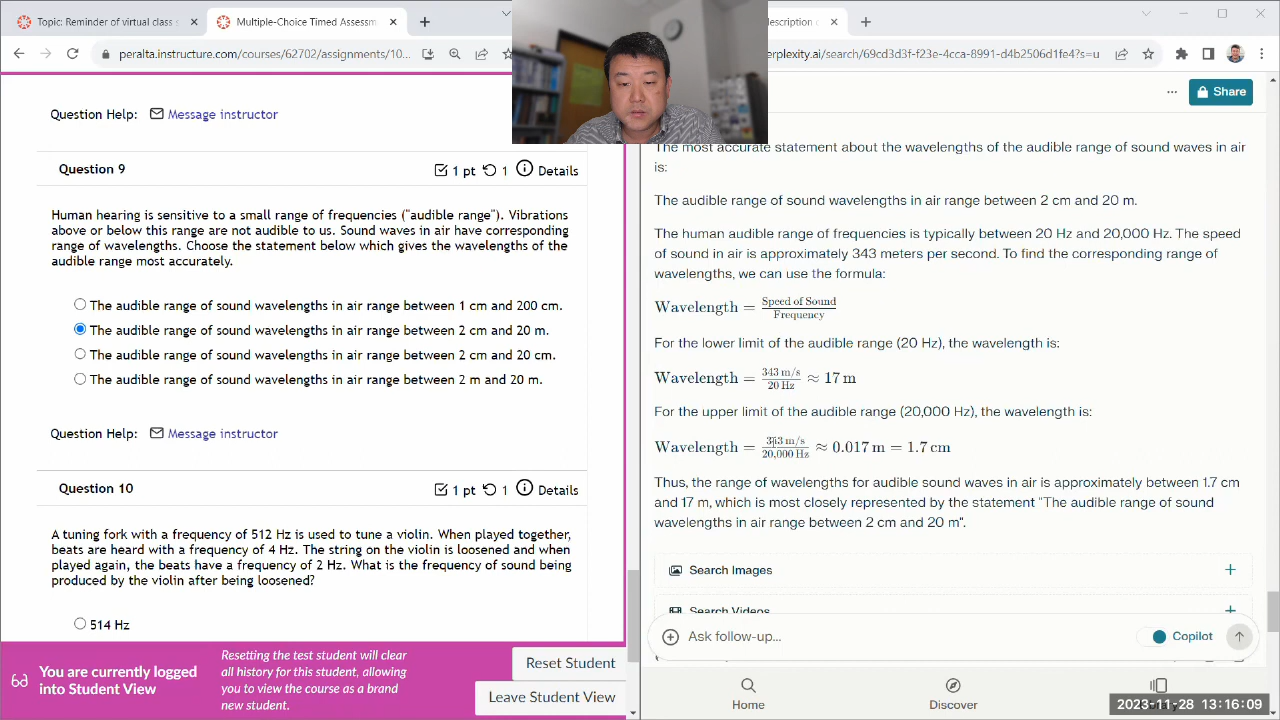 Topic: Reminder of virtual class s
Multiple-Choice Timed Assessm
description o
peralta.instructure.com/courses/62702/assignments/10...
erplexity.ai/search/69cd3d3f-f23e-4cca-8991-d4b2506d1fe4?s=u
Question Help: Message instructor
Question 9
1 pt 1 Details
Human hearing is sensitive to a small range of frequencies ("audible range"). Vibrations
above or below this range are not audible to us. Sound waves in air have corresponding
range of wavelengths. Choose the statement below which gives the wavelengths of the
audible range most accurately.
The audible range of sound wavelengths in air range between 1 cm and 200 cm.
The audible range of sound wavelengths in air range between 2 cm and 20 m.
The audible range of sound wavelengths in air range between 2 cm and 20 cm.
The audible range of sound wavelengths in air range between 2 m and 20 m.
Question Help: Message instructor
Question 10
1 pt 1 Details
A tuning fork with a frequency of 512 Hz is used to tune a violin. When played together,
beats are heard with a frequency of 4 Hz. The string on the violin is loosened and when
played again, the beats have a frequency of 2 Hz. What is the frequency of sound being
produced by the violin after being loosened?
514 Hz
You are currently logged
into Student View
Resetting the test student will clear
all history for this student, allowing
you to view the course as a brand
new student.
Reset Student
Leave Student View
Share
The most accurate statement about the wavelengths of the audible range of sound waves in air
is:
The audible range of sound wavelengths in air range between 2 cm and 20 m.
The human audible range of frequencies is typically between 20 Hz and 20,000 Hz. The speed
of sound in air is approximately 343 meters per second. To find the corresponding range of
wavelengths, we can use the formula:
Wavelength = Speed of Sound / Frequency
For the lower limit of the audible range (20 Hz), the wavelength is:
Wavelength = 343 m/s / 20 Hz ≈ 17 m
For the upper limit of the audible range (20,000 Hz), the wavelength is:
Wavelength = 343 m/s / 20,000 Hz ≈ 0.017 m = 1.7 cm
Thus, the range of wavelengths for audible sound waves in air is approximately between 1.7 cm
and 17 m, which is most closely represented by the statement "The audible range of sound
wavelengths in air range between 2 cm and 20 m".
Search Images
Search Videos
Ask follow-up...
Copilot
Home
Discover
2023-11-28 13:16:09